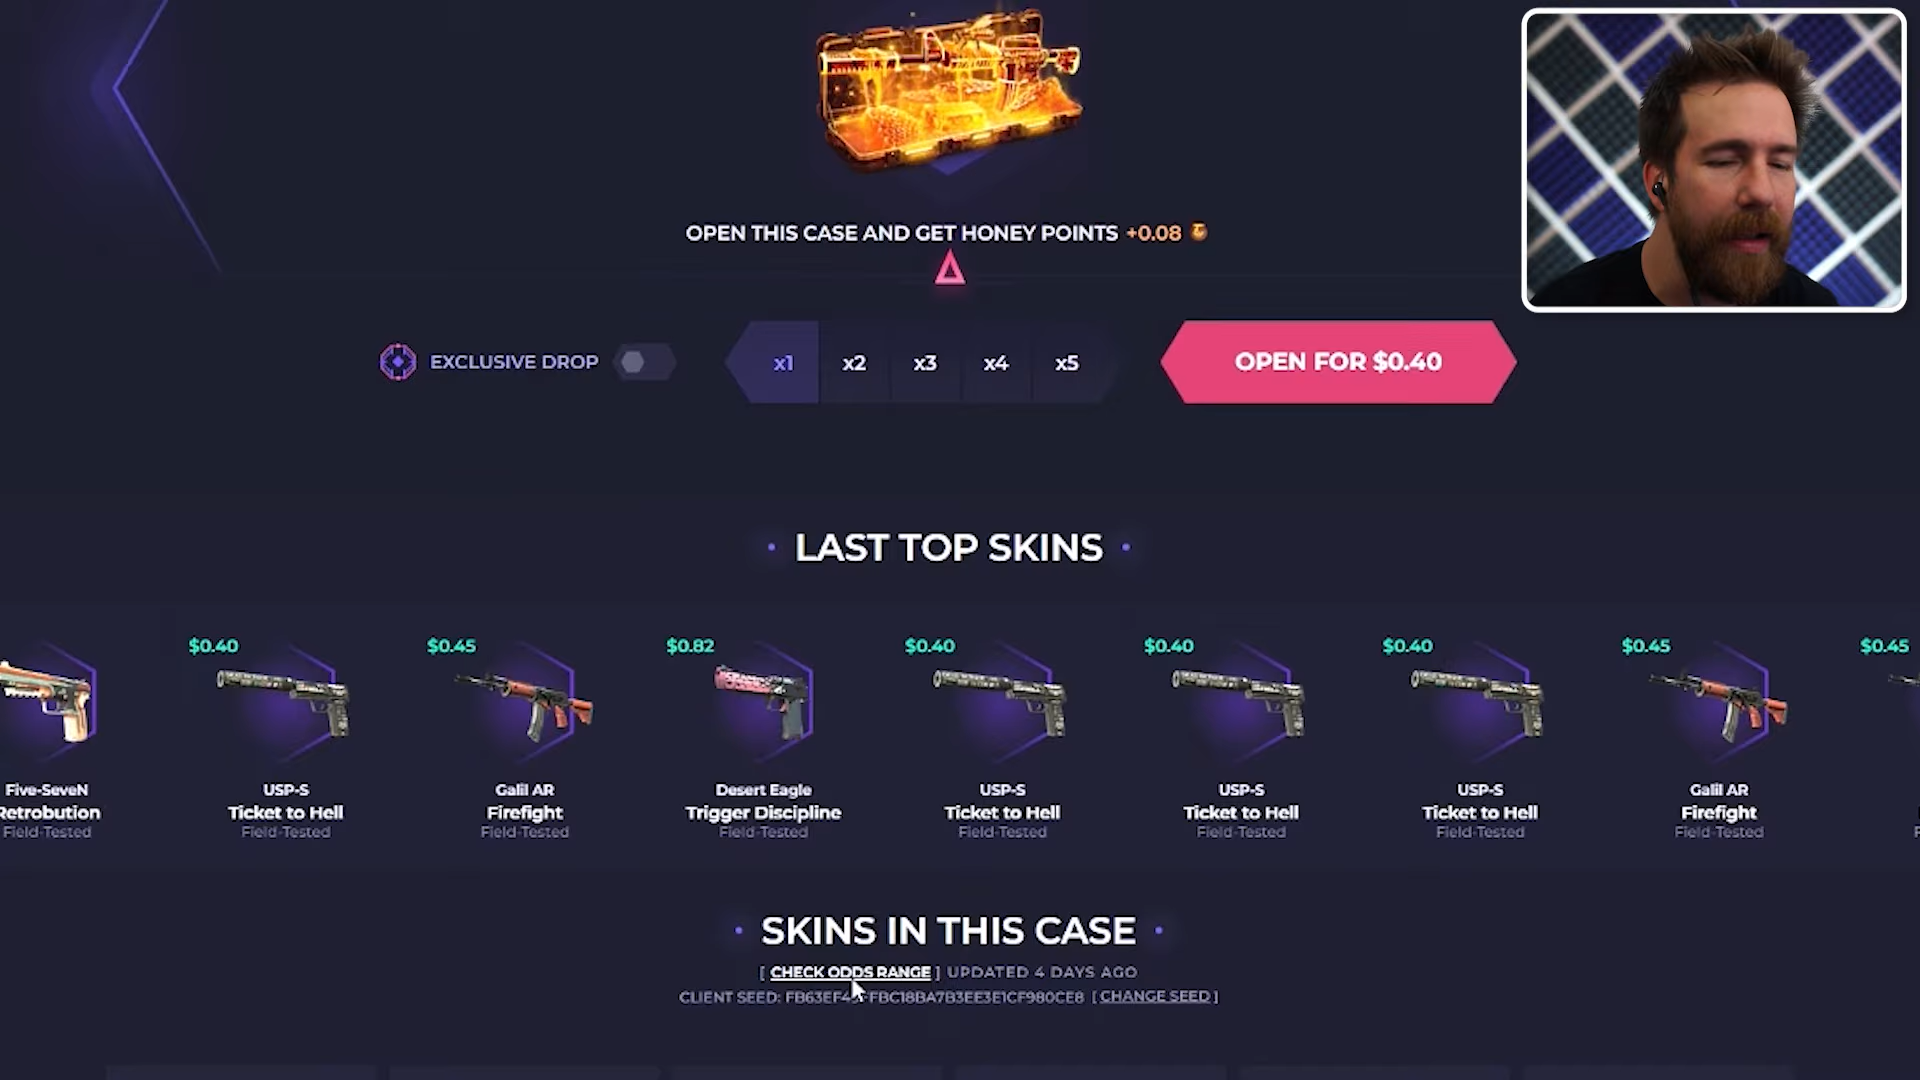 OPEN THIS CASE AND GET HONEY POINTS +0.08
EXCLUSIVE DROP
x1 x2 x3 x4 x5
OPEN FOR $0.40
LAST TOP SKINS
$0.40 $0.45 $0.82 $0.40 $0.40 $0.40 $0.45 $0.45
Five-SeveN USP-S Galil AR Desert Eagle USP-S USP-S USP-S Galil AR
Retrobution Ticket to Hell Firefight Trigger Discipline Ticket to Hell Ticket to Hell Ticket to Hell Firefight
Field-Tested Field-Tested Field-Tested Field-Tested Field-Tested Field-Tested Field-Tested Field-Tested
SKINS IN THIS CASE
[ CHECK ODDS RANGE ] UPDATED 4 DAYS AGO
CLIENT SEED: [ CHANGE SEED ]